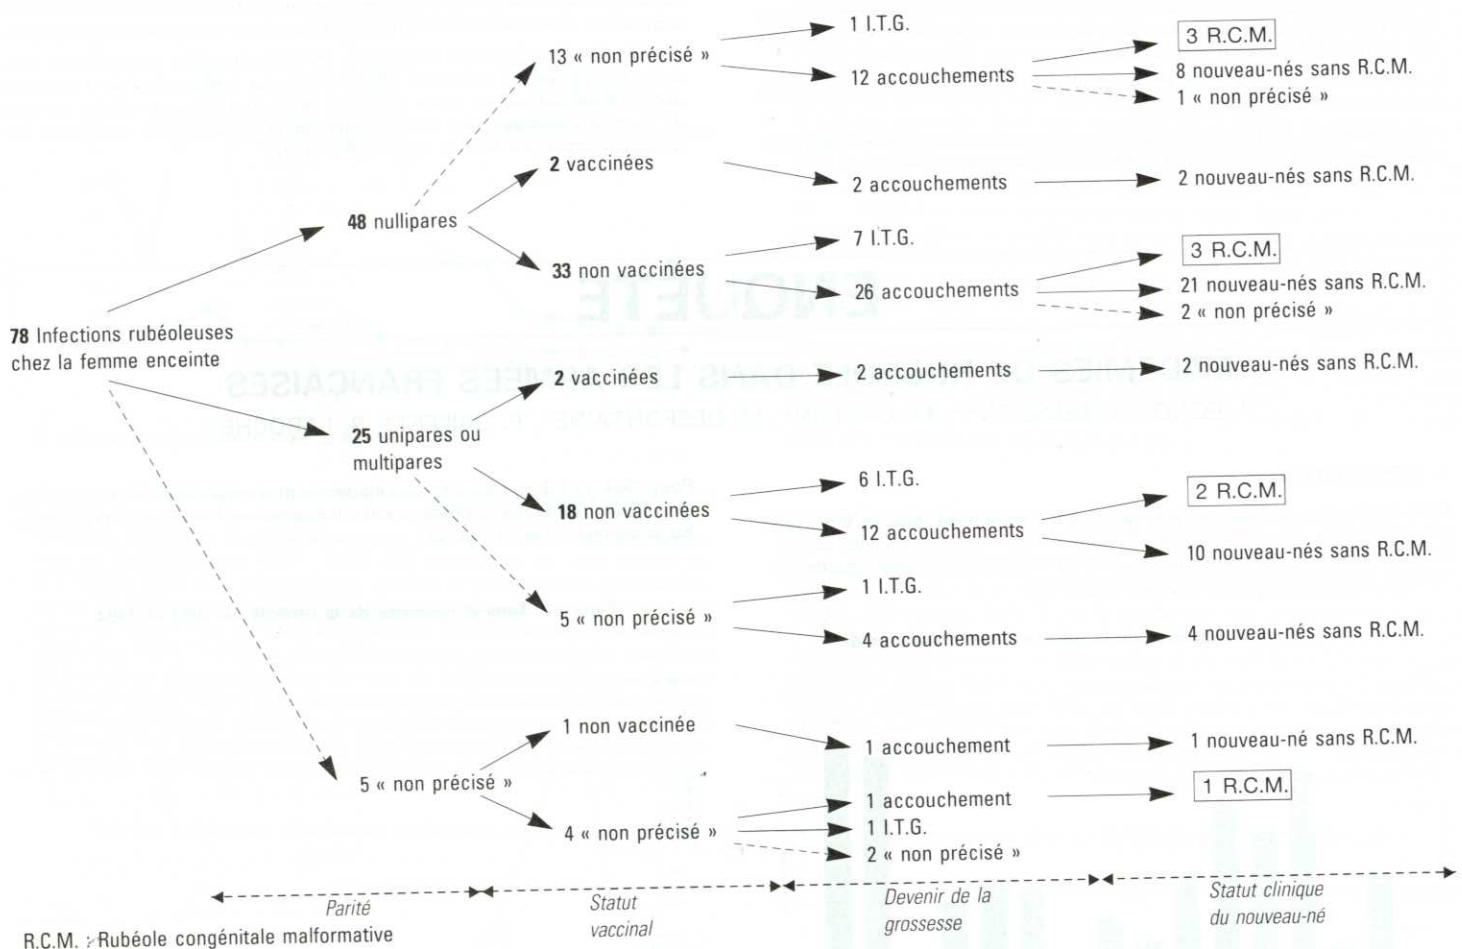 1 I.T.G.
13 « non précisé »
12 accouchements
3 R.C.M.
8 nouveau-nés sans R.C.M.
1 « non précisé »
2 vaccinées
2 accouchements
2 nouveau-nés sans R.C.M.
48 nullipares
7 I.T.G.
33 non vaccinées
26 accouchements
3 R.C.M.
21 nouveau-nés sans R.C.M.
2 « non précisé »
78 Infections rubéoleuses
chez la femme enceinte
2 vaccinées
2 accouchements
2 nouveau-nés sans R.C.M.
25 unipares ou
multipares
6 I.T.G.
18 non vaccinées
12 accouchements
2 R.C.M.
10 nouveau-nés sans R.C.M.
1 I.T.G.
5 « non précisé »
4 accouchements
4 nouveau-nés sans R.C.M.
1 non vaccinée
1 accouchement
1 nouveau-né sans R.C.M.
5 « non précisé »
4 « non précisé »
1 accouchement
1 R.C.M.
1 I.T.G.
2 « non précisé »
Parité
Statut
vaccinal
Devenir de la
grossesse
Statut clinique
du nouveau-né
R.C.M. : Rubéole congénitale malformative